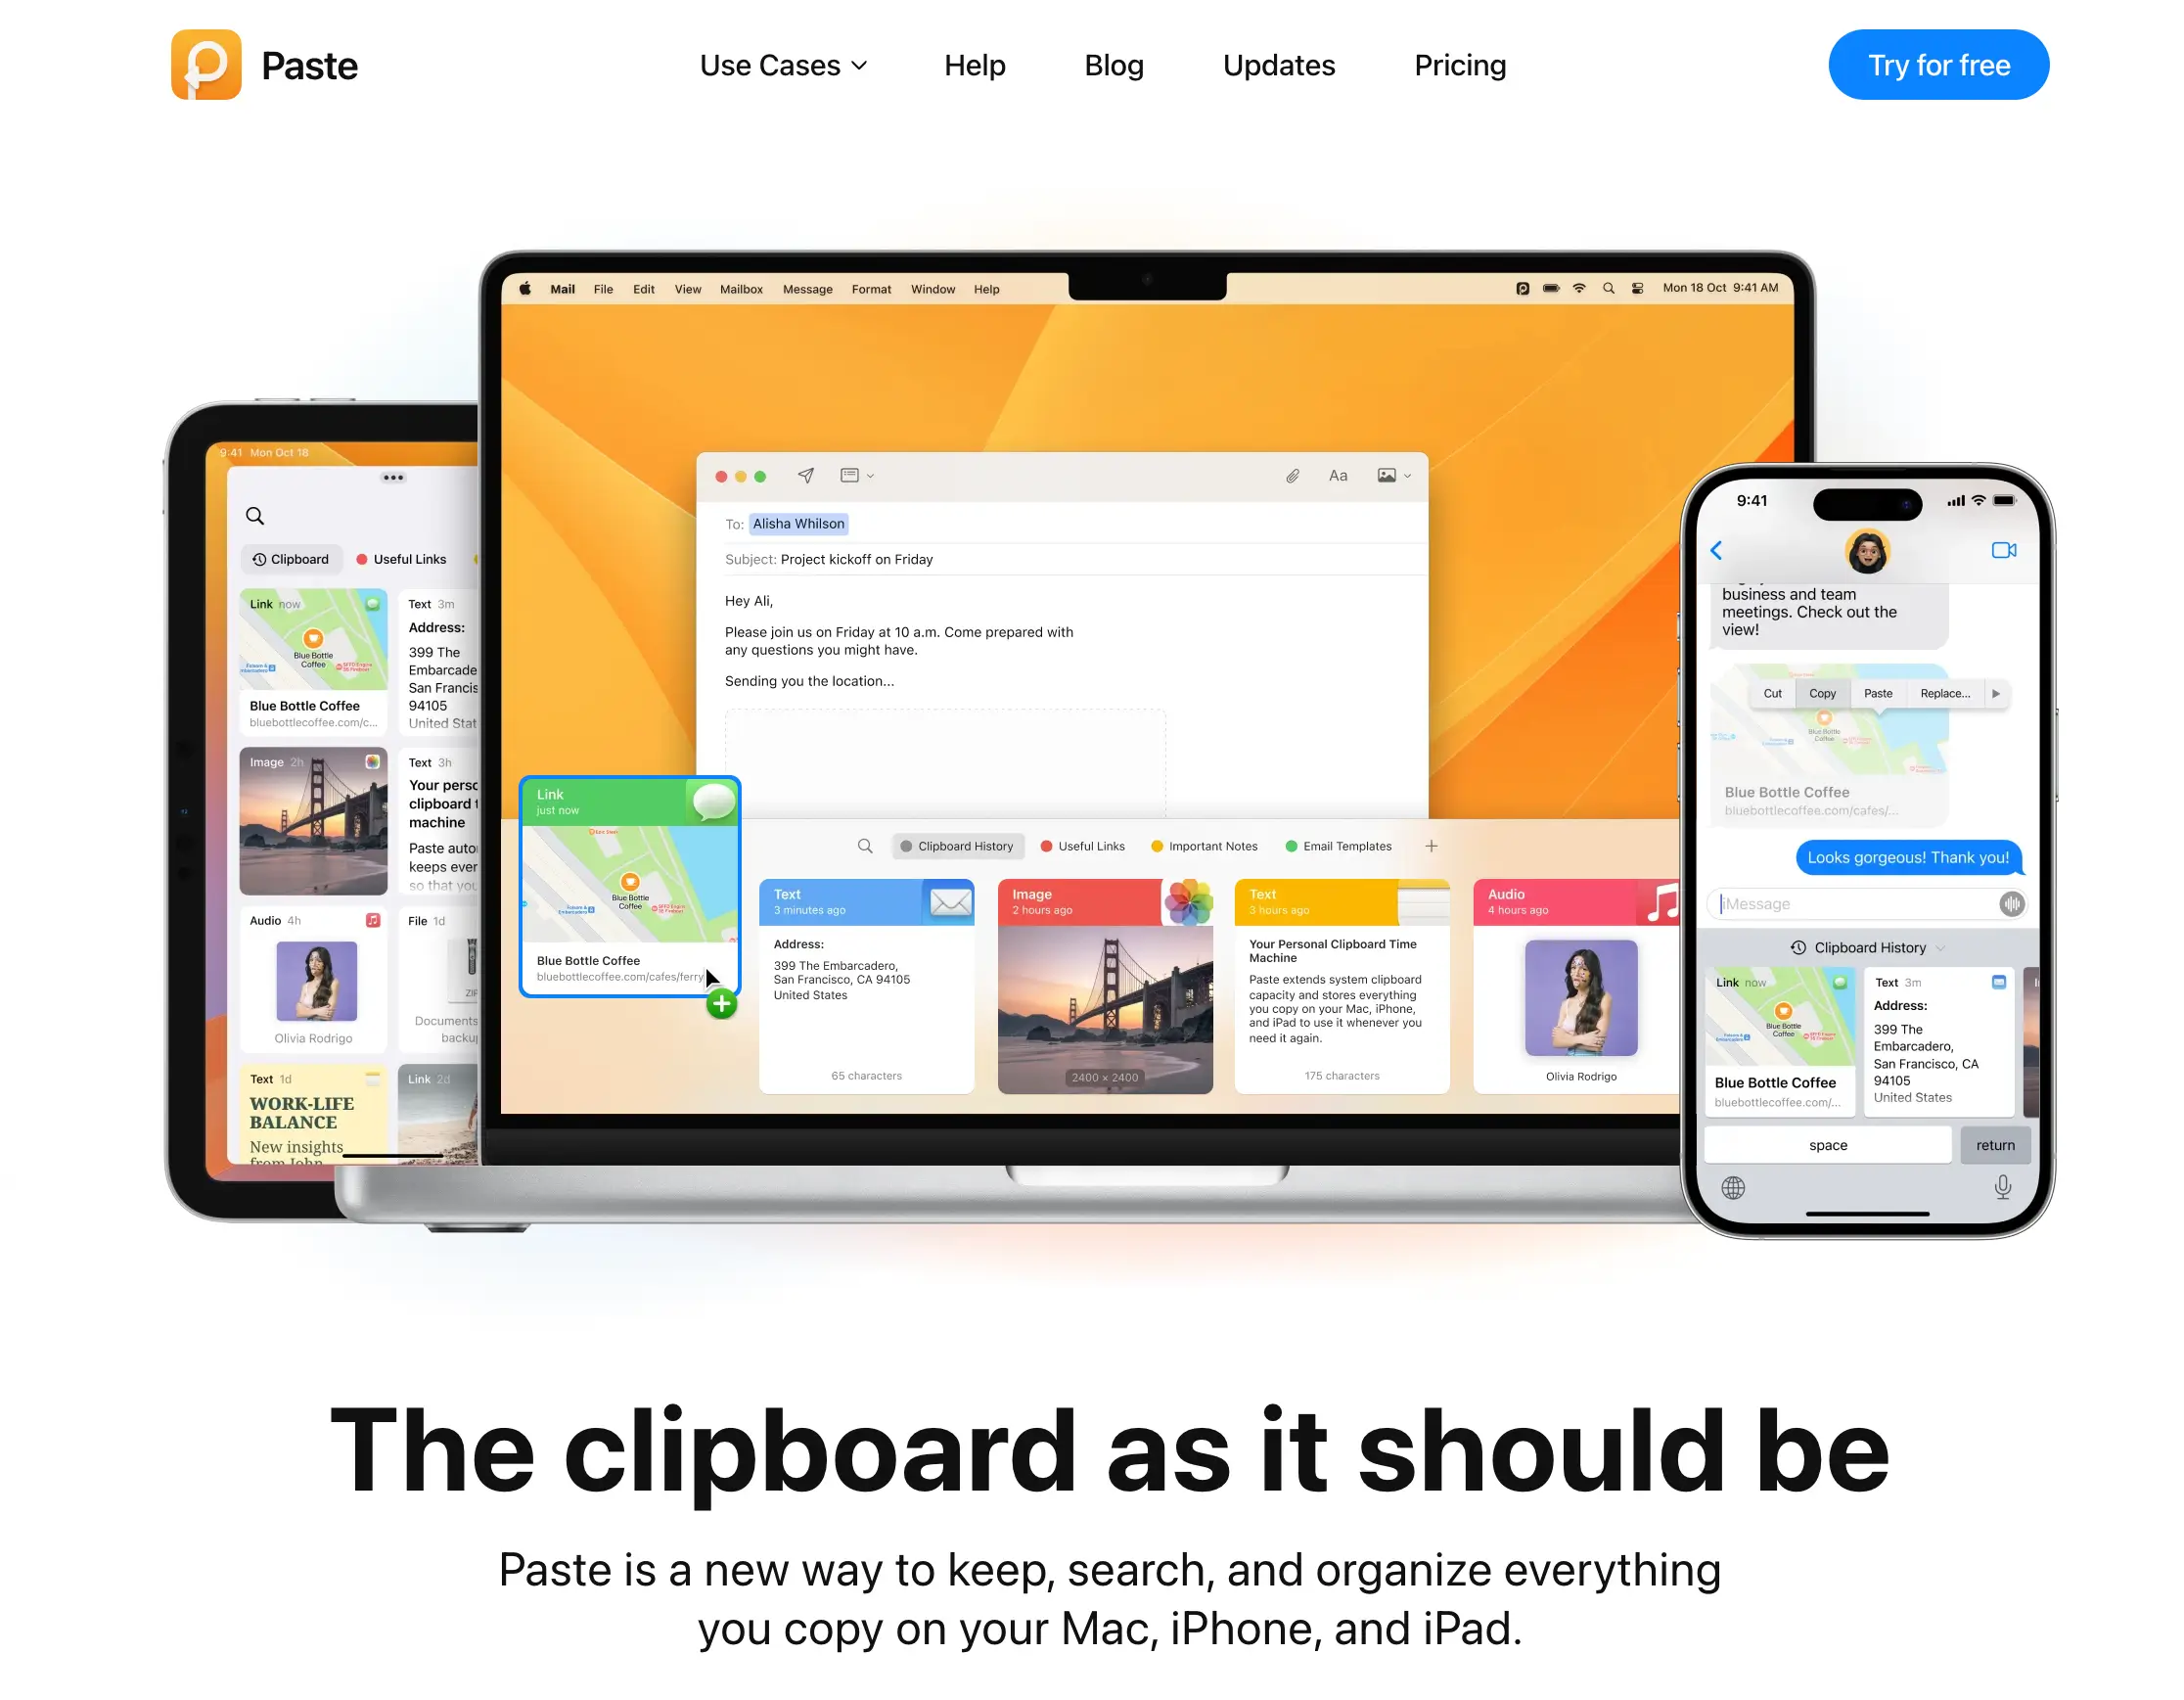 Paste
Use Cases
Help
Blog
Updates
Pricing
Try for free
Mail
File
Edit
View
Mailbox
Message
Format
Window
Help
Mon 18 Oct 9:41 AM
9:41 Mon Oct 18
Clipboard
Useful Links
Link now
Blue Bottle
Coffee
Blue Bottle Coffee
bluebottlecoffee.com/c...
Text 3m
Address:
399 The
Embarcade
San Francis
94105
United Stat
Image 2h
Text 3h
Your perso
clipboard t
machine
Paste auto
keeps ever
so that you
Audio 4h
Olivia Rodrigo
File 1d
ZIP
Documents
backup
Text 1d
WORK-LIFE
BALANCE
New insights
from John
Link 2d
Aa
To: Alisha Whilson
Subject: Project kickoff on Friday
Hey Ali,
Please join us on Friday at 10 a.m. Come prepared with
any questions you might have.
Sending you the location...
Link
just now
Blue Bottle
Coffee
Blue Bottle Coffee
bluebottlecoffee.com/cafes/ferry
Clipboard History
Useful Links
Important Notes
Email Templates
Text
3 minutes ago
Address:
399 The Embarcadero,
San Francisco, CA 94105
United States
65 characters
Image
2 hours ago
2400 × 2400
Text
3 hours ago
Your Personal Clipboard Time
Machine
Paste extends system clipboard
capacity and stores everything
you copy on your Mac, iPhone,
and iPad to use it whenever you
need it again.
175 characters
Audio
4 hours ago
Olivia Rodrigo
9:41
business and team
meetings. Check out the
view!
Cut
Copy
Paste
Replace...
Blue Bottle
Coffee
Blue Bottle Coffee
bluebottlecoffee.com/cafes/...
Looks gorgeous! Thank you!
iMessage
Clipboard History
Link now
Blue Bottle
Coffee
Blue Bottle Coffee
bluebottlecoffee.com/...
Text 3m
Address:
399 The
Embarcadero,
San Francisco, CA
94105
United States
space
return
The clipboard as it should be
Paste is a new way to keep, search, and organize everything
you copy on your Mac, iPhone, and iPad.